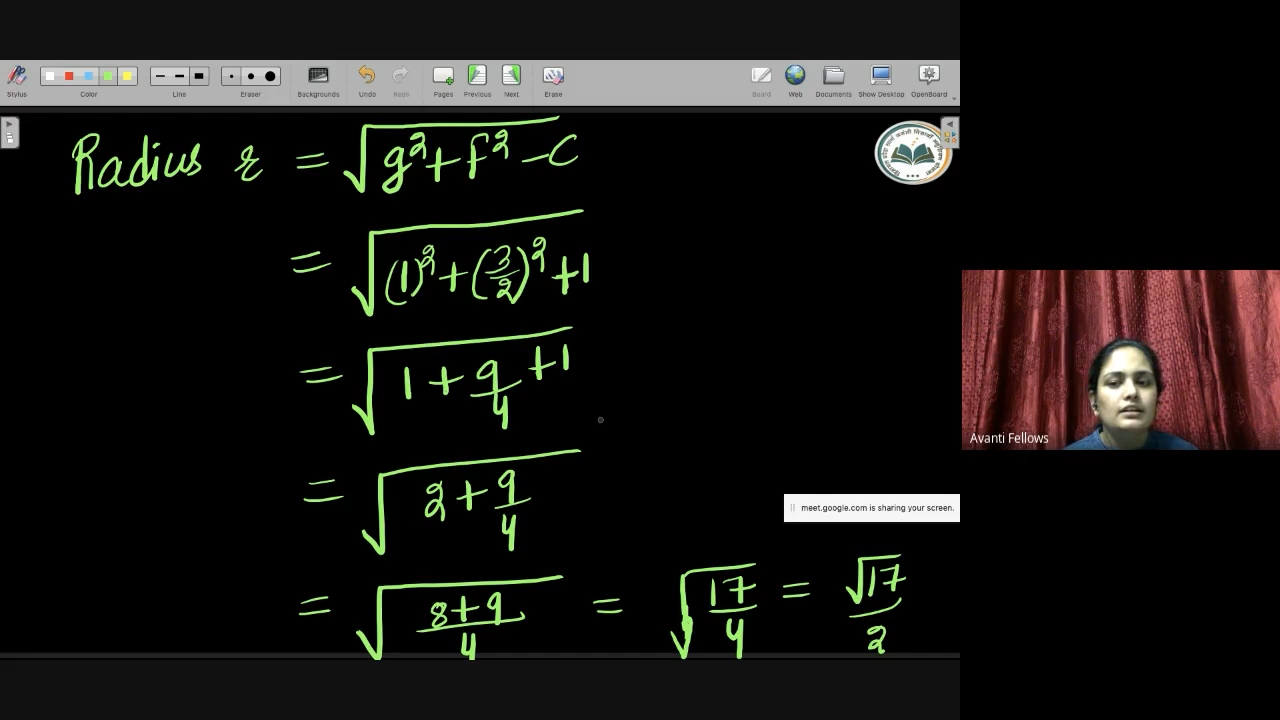 Stylus Color Line Eraser Backgrounds Undo Redo Pages Previous Next Erase Board Web Documents Show Desktop OpenBoard
Radius r = √(g²+f²-c)
= √((1)²+(3/2)²+1)
= √(1+9/4+1)
= √(2+9/4)
= √((8+9)/4) = √(17/4) = √17/2
Avanti Fellows
meet.google.com is sharing your screen.